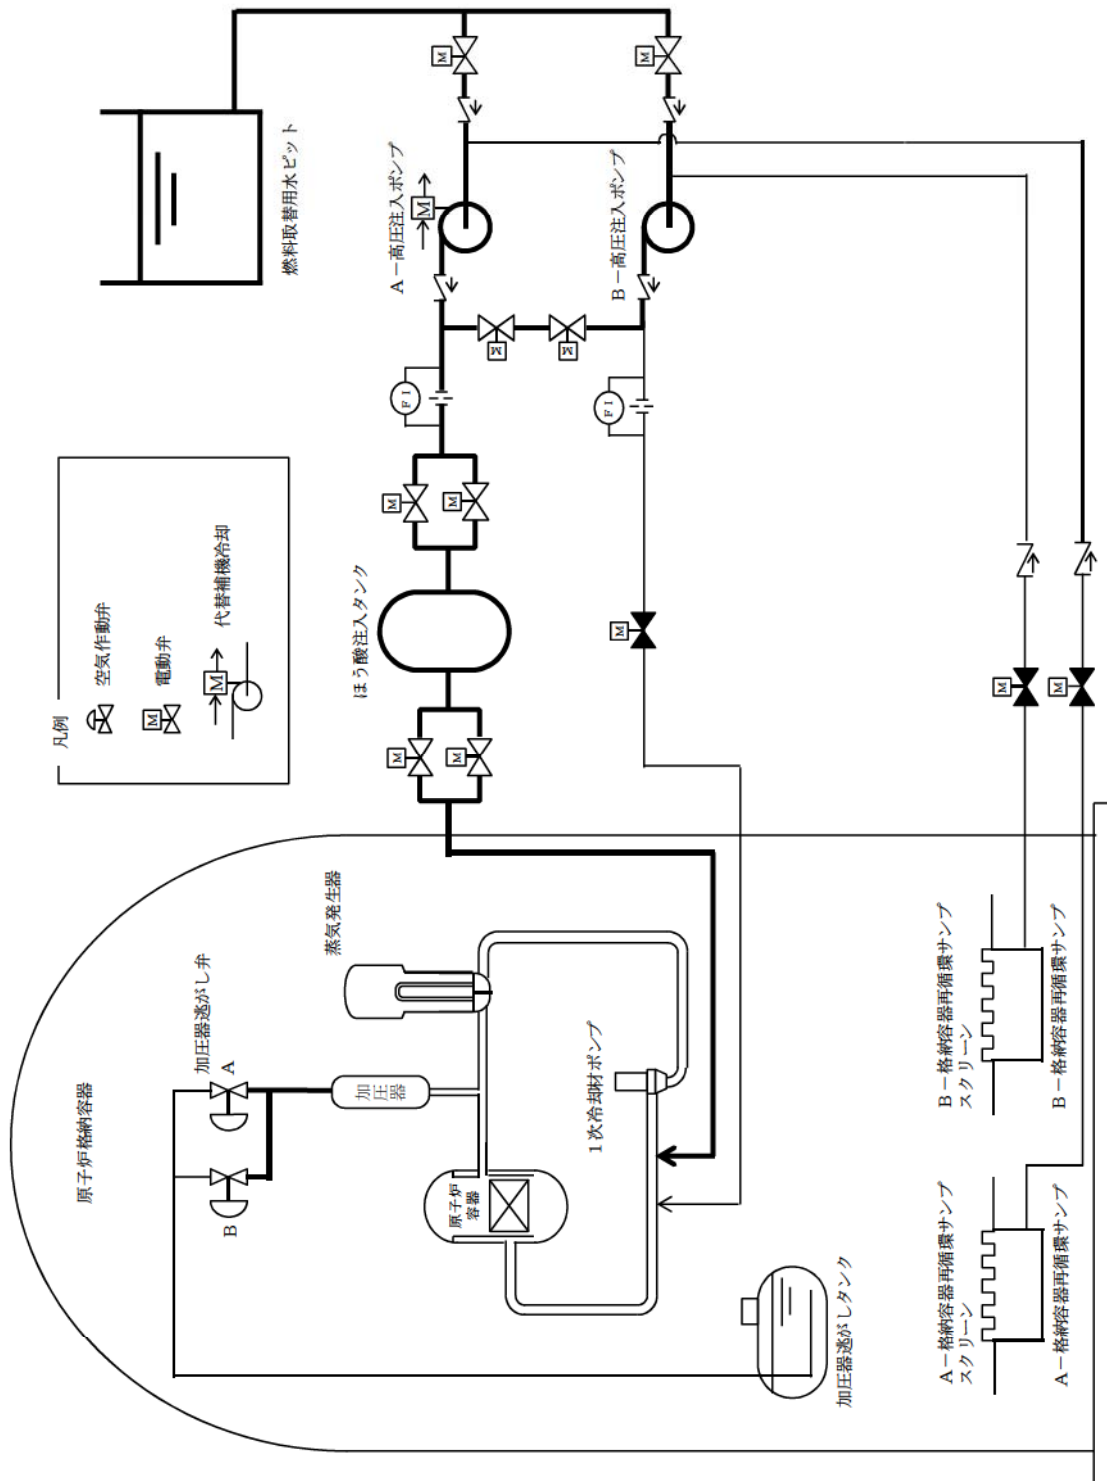 原子炉格納容器
加圧器逃がし弁
A
B
加圧器
蒸気発生器
原子炉
容器
1次冷却材ポンプ
加圧器逃がしタンク
A－格納容器再循環サンプ
スクリーン
A－格納容器再循環サンプ
B－格納容器再循環サンプ
スクリーン
B－格納容器再循環サンプ
凡例
空気作動弁
M
電動弁
M
代替補機冷却
ほう酸注入タンク
M
M
M
M
M
M
M
FI
FI
M
M
A－高圧注入ポンプ
M
B－高圧注入ポンプ
M
M
燃料取替用水ピット